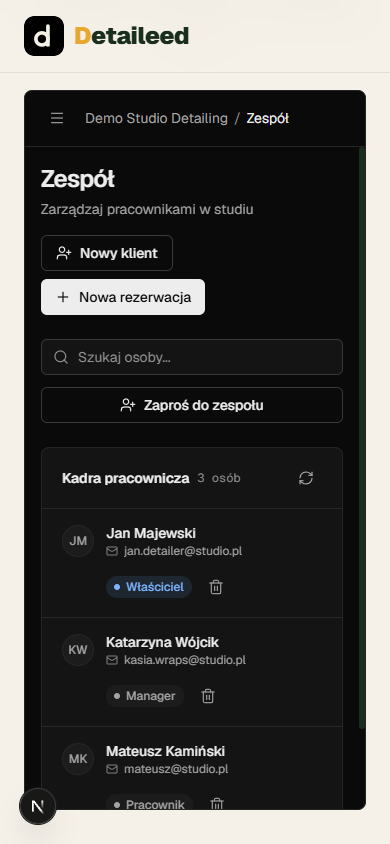 d Detaileed
Demo Studio Detailing / Zespół
Zespół
Zarządzaj pracownikami w studiu
Nowy klient
Nowa rezerwacja
Szukaj osoby...
Zaproś do zespołu
Kadra pracownicza 3 osób
JM Jan Majewski
jan.detailer@studio.pl
Właściciel
KW Katarzyna Wójcik
kasia.wraps@studio.pl
Manager
MK Mateusz Kamiński
mateusz@studio.pl
Pracownik
N